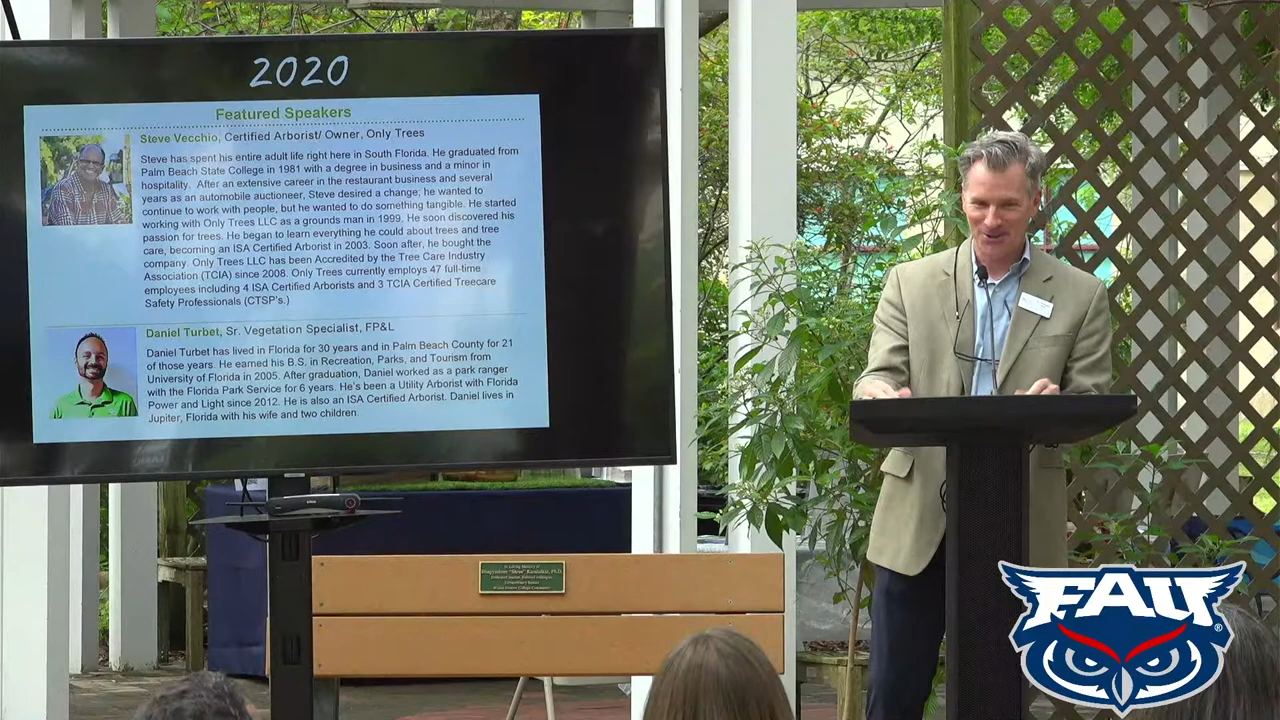 2020
Featured Speakers
Steve Vecchio, Certified Arborist/ Owner, Only Trees
Steve has spent his entire adult life right here in South Florida. He graduated from
Palm Beach State College in 1981 with a degree in business and a minor in
hospitality. After an extensive career in the restaurant business and several
years as an automobile auctioneer, Steve desired a change; he wanted to
continue to work with people, but he wanted to do something tangible. He started
working with Only Trees LLC as a grounds man in 1999. He soon discovered his
passion for trees. He began to learn everything he could about trees and tree
care, becoming an ISA Certified Arborist in 2003. Soon after, he bought the
company. Only Trees LLC has been Accredited by the Tree Care Industry
Association (TCIA) since 2008. Only Trees currently employs 47 full-time
employees including 4 ISA Certified Arborists and 3 TCIA Certified Treecare
Safety Professionals (CTSP's.)
Daniel Turbet, Sr. Vegetation Specialist, FP&L
Daniel Turbet has lived in Florida for 30 years and in Palm Beach County for 21
of those years. He earned his B.S. in Recreation, Parks, and Tourism from
University of Florida in 2005. After graduation, Daniel worked as a park ranger
with the Florida Park Service for 6 years. He's been a Utility Arborist with Florida
Power and Light since 2012. He is also an ISA Certified Arborist. Daniel lives in
Jupiter, Florida with his wife and two children.
In Loving Memory of
FAU
®